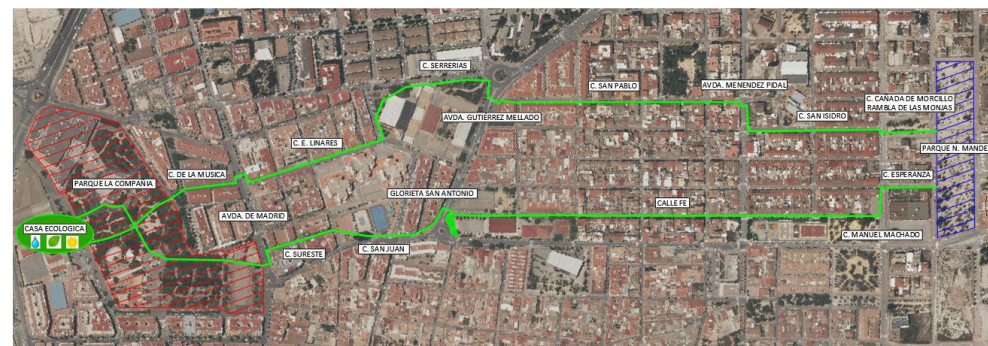 C. SERRERIAS
C. SAN PABLO
AVDA. MENENDEZ PIDAL
C. CAÑADA DE MORCILLO
RAMBLA DE LAS MONJAS
AVDA. GUTIÉRREZ MELLADO
C. SAN ISIDRO
C. E. LINARES
PARQUE N. MANDE
C. DE LA MUSICA
C. ESPERANZA
PARQUE LA COMPAÑIA
GLORIETA SAN ANTONIO
CALLE FE
AVDA. DE MADRID
CASA ECOLOGICA
C. MANUEL MACHADO
C. SAN JUAN
C. SURESTE